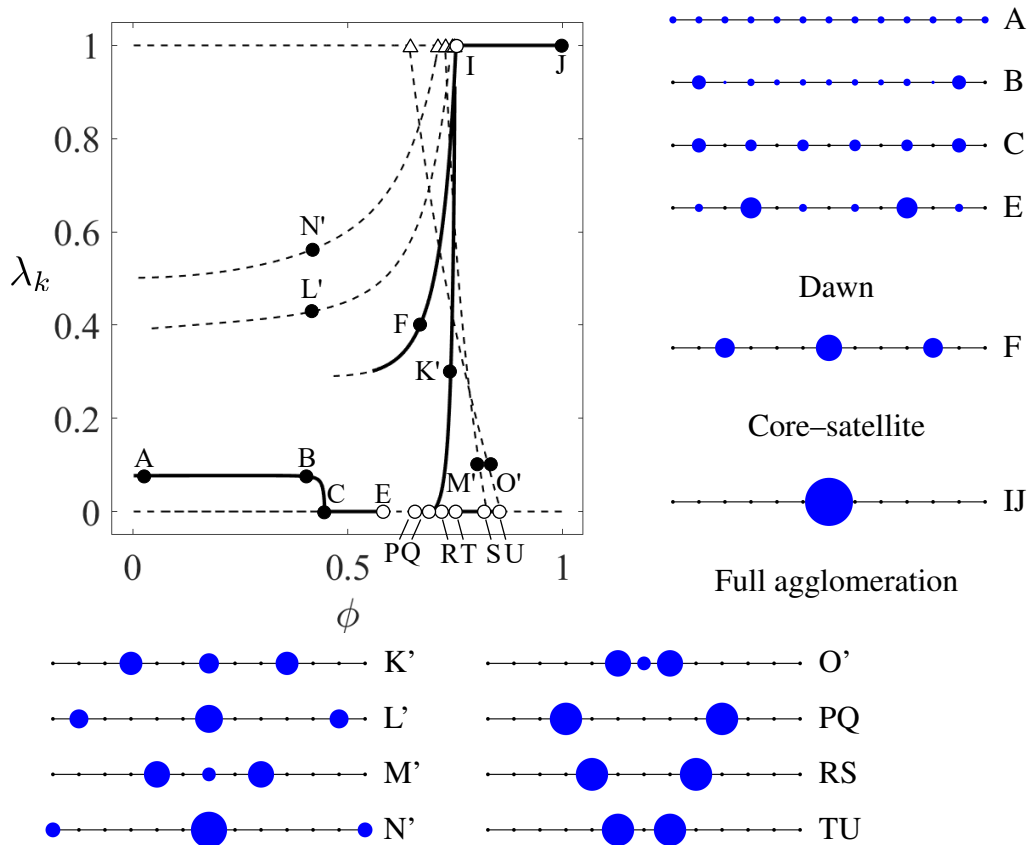 1
0.8
0.6
0.4
0.2
0
λk
0
0.5
1
ϕ
A
B
C
E
F
I
J
K'
L'
N'
M'
O'
PQ
RT
SU
A
B
C
E
Dawn
F
Core–satellite
IJ
Full agglomeration
K’
L’
M’
N’
O’
PQ
RS
TU